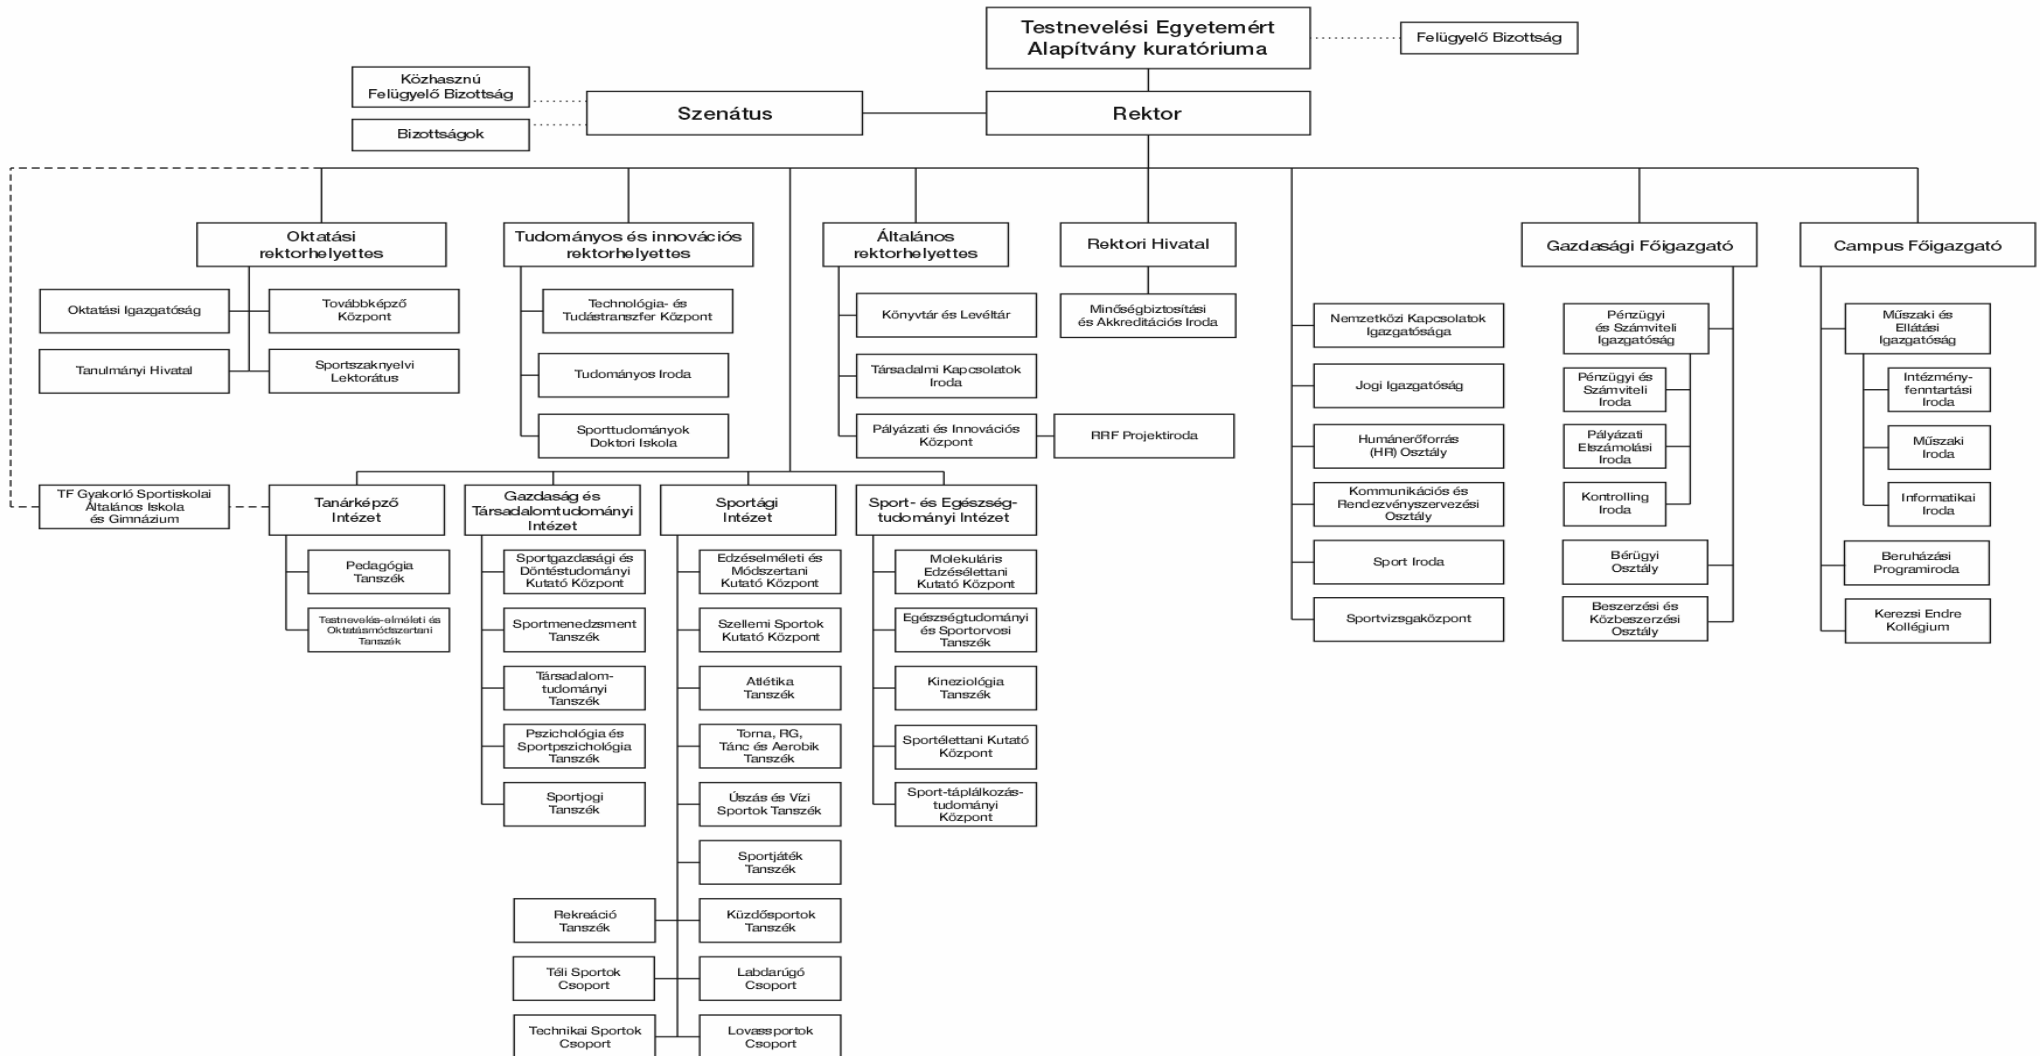 Testnevelési Egyetemért
Alapítvány kuratóriuma
Felügyelő Bizottság
Közhasznú
Felügyelő Bizottság
Bizottságok
Szenátus
Rektor
Oktatási
rektorhelyettes
Tudományos és innovációs
rektorhelyettes
Általános
rektorhelyettes
Rektori Hivatal
Gazdasági Főigazgató
Campus Főigazgató
Oktatási Igazgatóság
Továbbképző
Központ
Tanulmányi Hivatal
Sportszaknyelvi
Lektorátus
Technológia- és
Tudástranszfer Központ
Tudományos Iroda
Sporttudományok
Doktori Iskola
Könyvtár és Levéltár
Társadalmi Kapcsolatok
Iroda
Pályázati és Innovációs
Központ
RRF Projektiroda
Minőségbiztosítási
és Akkreditációs Iroda
Nemzetközi Kapcsolatok
Igazgatósága
Jogi Igazgatóság
Humánerőforrás
(HR) Osztály
Kommunikációs és
Rendezvényszervezési
Osztály
Sport Iroda
Sportvizsgaközpont
Pénzügyi
és Számviteli
Igazgatóság
Pénzügyi és
Számviteli
Iroda
Pályázati
Elszámolási
Iroda
Kontrolling
Iroda
Bérügyi
Osztály
Beszerzési és
Közbeszerzési
Osztály
Műszaki és
Ellátási
Igazgatóság
Intézmény-
fenntartási
Iroda
Műszaki
Iroda
Informatikai
Iroda
Beruházási
Programiroda
Kerezsi Endre
Kollégium
TF Gyakorló Sportiskolai
Általános Iskola
és Gimnázium
Tanárképző
Intézet
Pedagógia
Tanszék
Testnevelés-elméleti és
Oktatásmódszertani
Tanszék
Gazdaság és
Társadalomtudományi
Intézet
Sportgazdasági és
Döntéstudományi
Kutató Központ
Sportmenedzsment
Tanszék
Társadalom-
tudományi
Tanszék
Pszichológia és
Sportpszichológia
Tanszék
Sportjogi
Tanszék
Sportági
Intézet
Edzéselméleti és
Módszertani
Kutató Központ
Szellemi Sportok
Kutató Központ
Atlétika
Tanszék
Torna, RG,
Tánc és Aerobik
Tanszék
Úszás és Vízi
Sportok Tanszék
Sportjáték
Tanszék
Rekreáció
Tanszék
Küzdősportok
Tanszék
Téli Sportok
Csoport
Labdarúgó
Csoport
Technikai Sportok
Csoport
Lovassportok
Csoport
Sport- és Egészség-
tudományi Intézet
Molekuláris
Edzésélettani
Kutató Központ
Egészségtudományi
és Sportorvosi
Tanszék
Kineziológia
Tanszék
Sportélettani Kutató
Központ
Sport-táplálkozás-
tudományi
Központ